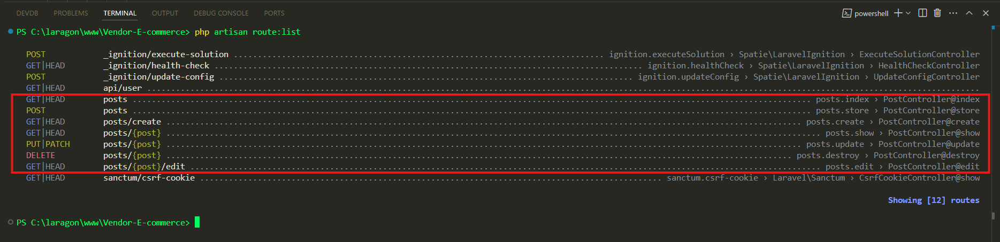 DEVDB PROBLEMS TERMINAL OUTPUT DEBUG CONSOLE PORTS powershell
PS C:\laragon\www\Vendor-E-commerce> php artisan route:list
POST _ignition/execute-solution ............................................................................. ignition.executeSolution › Spatie\LaravelIgnition › ExecuteSolutionController
GET|HEAD _ignition/health-check ......................................................................................... ignition.healthCheck › Spatie\LaravelIgnition › HealthCheckController
POST _ignition/update-config ...................................................................................... ignition.updateConfig › Spatie\LaravelIgnition › UpdateConfigController
GET|HEAD api/user .............................................................................................................................................................................
GET|HEAD posts ............................................................................................................................................. posts.index › PostController@index
POST posts ............................................................................................................................................. posts.store › PostController@store
GET|HEAD posts/create .................................................................................................................................... posts.create › PostController@create
GET|HEAD posts/{post} ........................................................................................................................................ posts.show › PostController@show
PUT|PATCH posts/{post} .................................................................................................................................... posts.update › PostController@update
DELETE posts/{post} .................................................................................................................................. posts.destroy › PostController@destroy
GET|HEAD posts/{post}/edit ................................................................................................................................... posts.edit › PostController@edit
GET|HEAD sanctum/csrf-cookie ................................................................................................ sanctum.csrf-cookie › Laravel\Sanctum › CsrfCookieController@show
Showing [12] routes
PS C:\laragon\www\Vendor-E-commerce>